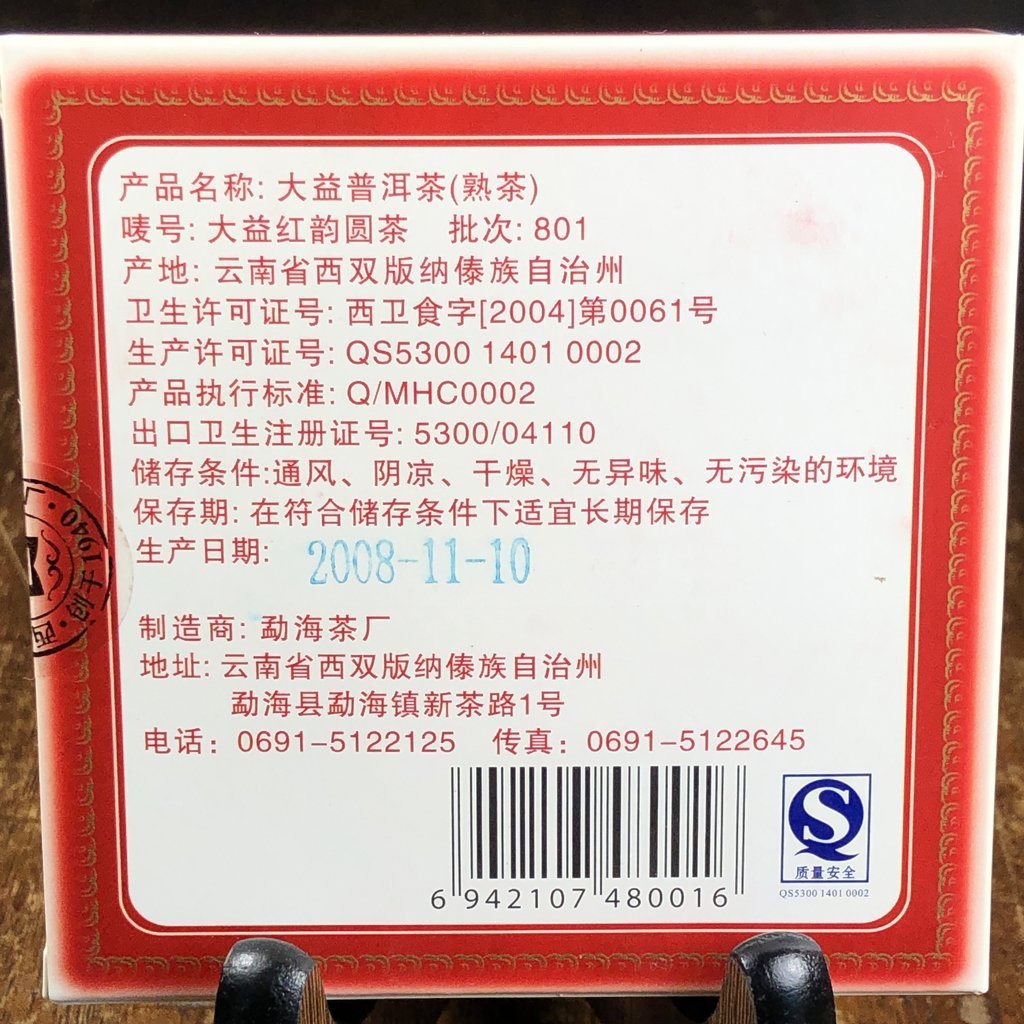 产品名称: 大益普洱茶(熟茶)
唛号: 大益红韵圆茶 批次: 801
产地: 云南省西双版纳傣族自治州
卫生许可证号: 西卫食字[2004]第0061号
生产许可证号: QS5300 1401 0002
产品执行标准: Q/MHC0002
出口卫生注册证号: 5300/04110
储存条件:通风、阴凉、干燥、无异味、无污染的环境
保存期: 在符合储存条件下适宜长期保存
生产日期: 2008-11-10
制造商: 勐海茶厂
地址: 云南省西双版纳傣族自治州
勐海县勐海镇新茶路1号
电话：0691-5122125 传真：0691-5122645
6 942107 480016
质量安全
QS5300 1401 0002
1940